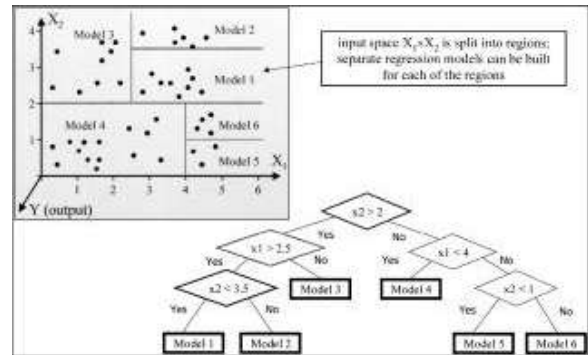 X2
Model 3
Model 2
4
3
Model 1
2
Model 4
Model 6
1
Model 5
X1
1 2 3 4 5 6
Y (output)
input space X1×X2 is split into regions;
separate regression models can be built
for each of the regions
x2 > 2
Yes
No
x1 > 2.5
x1 < 4
Yes
No
Yes
No
x2 < 3.5
Model 3
Model 4
x2 < 1
Yes
No
Yes
No
Model 1
Model 2
Model 5
Model 6